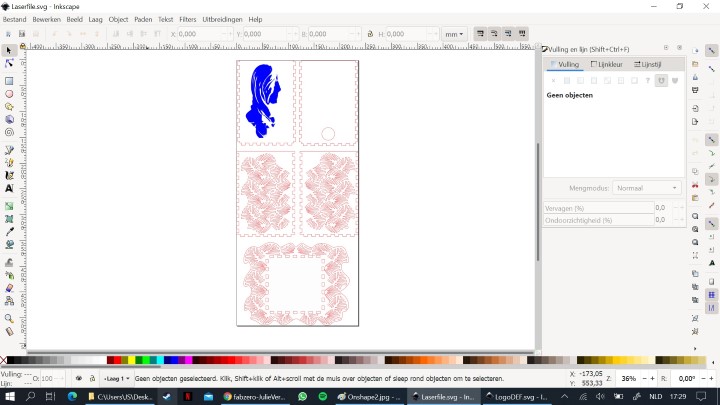 Laserfile.svg - Inkscape
Bestand Bewerken Beeld Laag Object Paden Tekst Filters Uitbreidingen Help
X: 0,000 Y: 0,000 B: 0,000 H: 0,000 mm
Vulling en lijn (Shift+Ctrl+F)
Vulling Lijnkleur Lijnstijl
Geen objecten
Mengmodus: Normaal
Vervagen (%) 0,0
Ondoorzichtigheid (%) 0,0
Vulling: ---
Lijn: ---
O: 100
Laag 1
Geen objecten geselecteerd. Klik, Shift+klik of Alt+scroll met de muis over objecten of sleep rond objecten om te selecteren.
X: -173,05
Y: 553,33
Z: 36%
R: 0,00°
C:\Users\US\Desk...
fabzero-JulieVer...
Onshape2.jpg - ...
Laserfile.svg - In...
LogoDEF.svg - I...
NLD 17:29